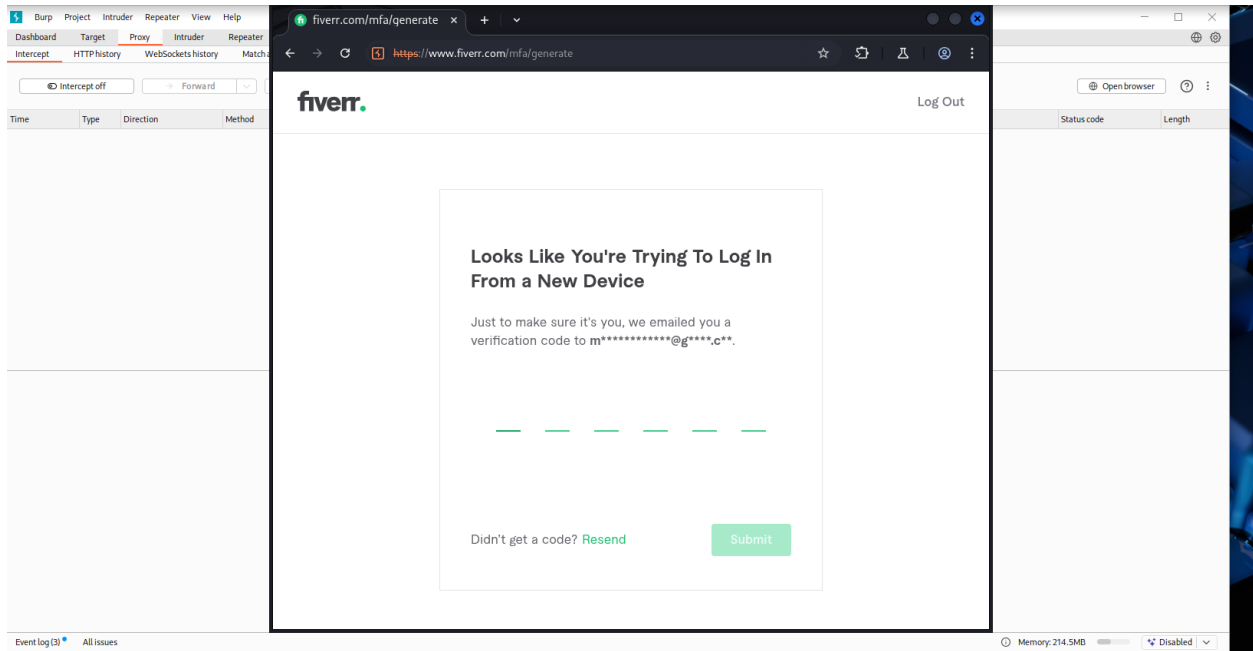 Burp Project Intruder Repeater View Help
Dashboard Target Proxy Intruder Repeater
Intercept HTTP history WebSockets history Match a
Intercept off Forward
Open browser
Time Type Direction Method
Status code Length
fiverr.com/mfa/generate
https://www.fiverr.com/mfa/generate
fiverr.
Log Out
Looks Like You're Trying To Log In
From a New Device
Just to make sure it's you, we emailed you a
verification code to m************@g****.c**.
Didn't get a code? Resend
Submit
Event log (3) All issues
Memory: 214.5MB
Disabled